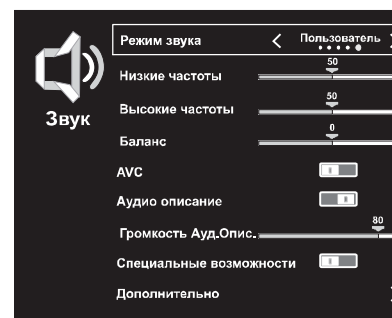 Звук
Режим звука Пользователь
Низкие частоты 50
Высокие частоты 50
Баланс 0
AVC
Аудио описание
Громкость Ауд.Опис. 80
Специальные возможности
Дополнительно